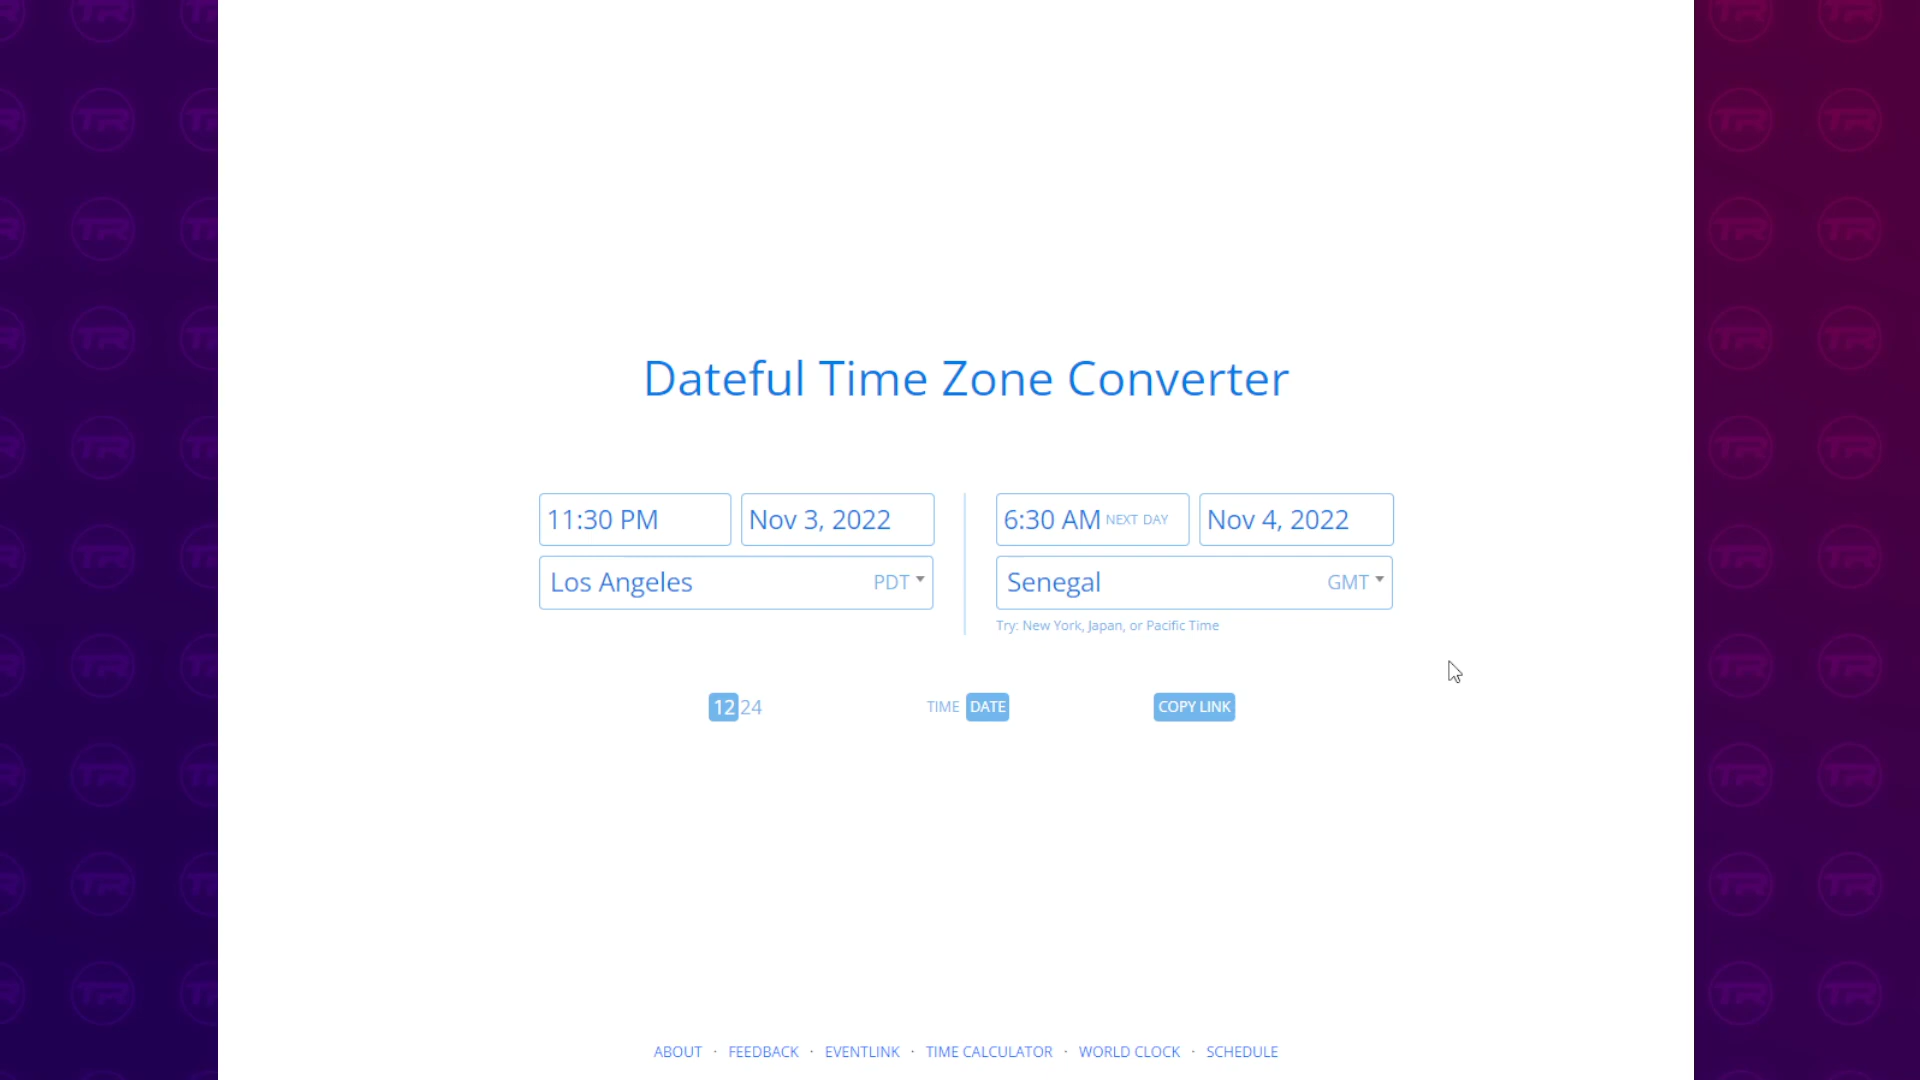 Dateful Time Zone Converter
11:30 PM Nov 3, 2022
Los Angeles PDT
6:30 AM NEXT DAY Nov 4, 2022
Senegal GMT
Try: New York, Japan, or Pacific Time
12 24 TIME DATE COPY LINK
ABOUT · FEEDBACK · EVENTLINK · TIME CALCULATOR · WORLD CLOCK · SCHEDULE